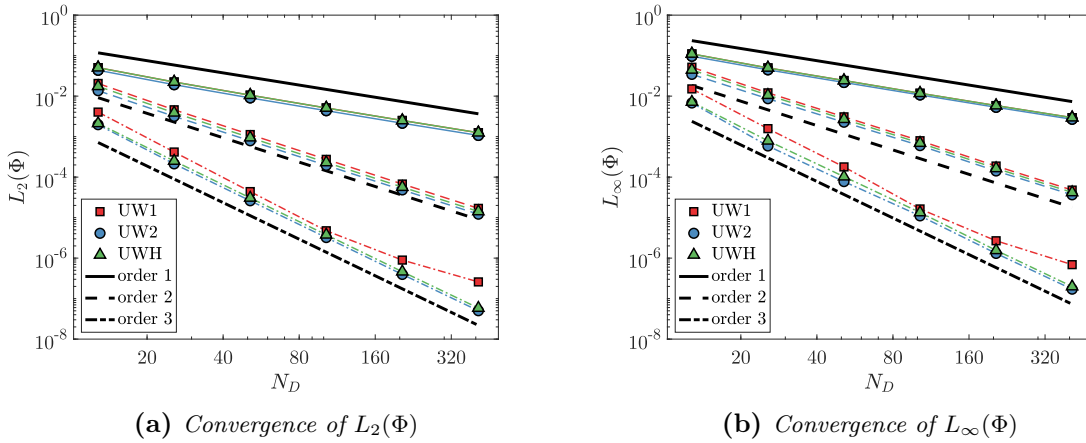 10^0
10^{-2}
10^{-4}
10^{-6}
10^{-8}
L_2(Φ)
UW1
UW2
UWH
order 1
order 2
order 3
20 40 80 160 320
N_D
(a) Convergence of L_2(Φ)
10^0
10^{-2}
10^{-4}
10^{-6}
10^{-8}
L_∞(Φ)
UW1
UW2
UWH
order 1
order 2
order 3
20 40 80 160 320
N_D
(b) Convergence of L_∞(Φ)